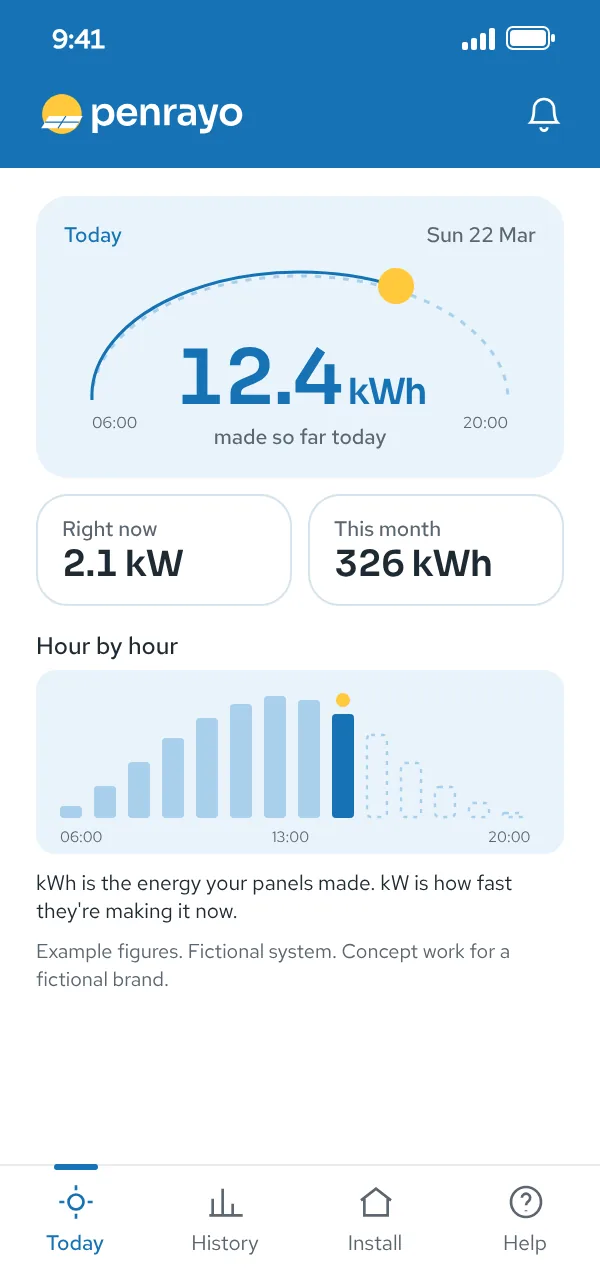 9:41
penrayo
Today
Sun 22 Mar
12.4 kWh
06:00
20:00
made so far today
Right now
2.1 kW
This month
326 kWh
Hour by hour
06:00
13:00
20:00
kWh is the energy your panels made. kW is how fast
they're making it now.
Example figures. Fictional system. Concept work for a
fictional brand.
Today
History
Install
Help